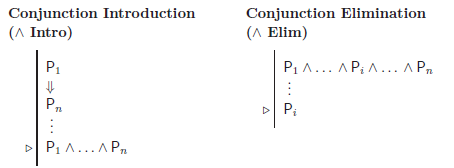 Conjunction Introduction
(∧ Intro)
P₁
⇓
Pₙ
⋮
▷ P₁ ∧ … ∧ Pₙ
Conjunction Elimination
(∧ Elim)
P₁ ∧ … ∧ Pᵢ ∧ … ∧ Pₙ
⋮
▷ Pᵢ